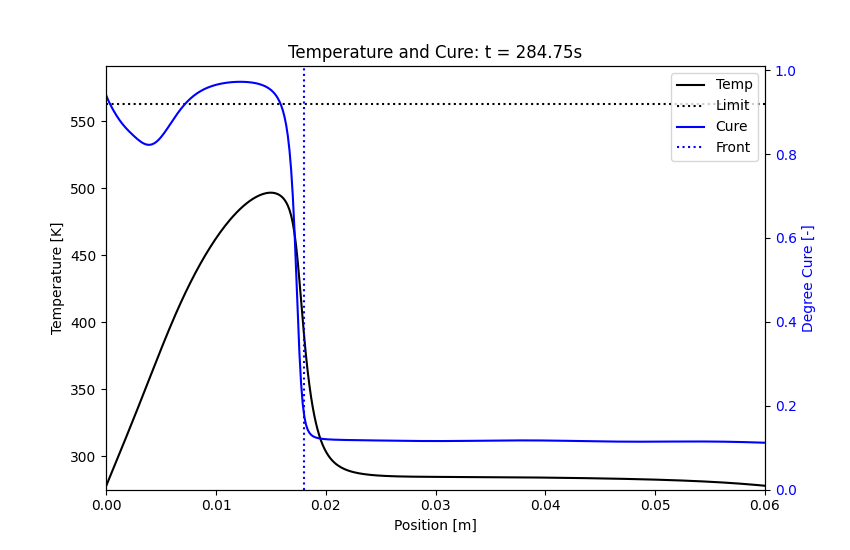 Temperature and Cure: t = 284.75s
Temp
Limit
Cure
Front
Temperature [K]
550
500
450
400
350
300
1.0
0.8
0.6
0.4
0.2
0.0
Degree Cure [-]
0.00 0.01 0.02 0.03 0.04 0.05 0.06
Position [m]